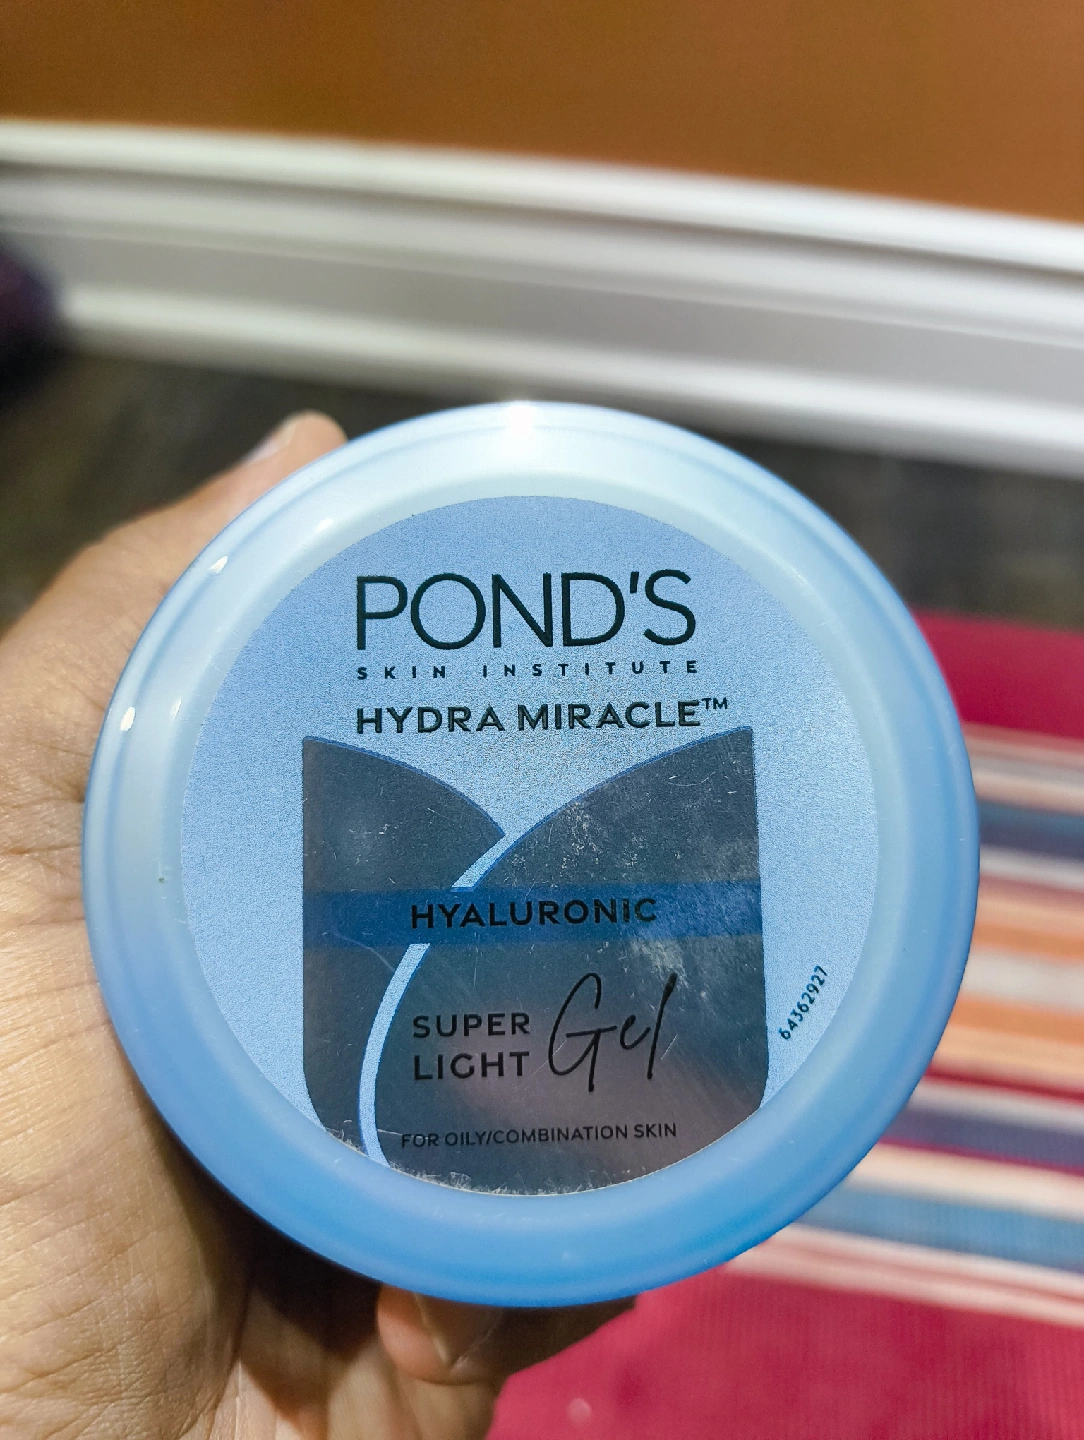 POND'S
SKIN INSTITUTE
HYDRA MIRACLE™
HYALURONIC
SUPER
LIGHT Gel
FOR OILY/COMBINATION SKIN
64362927